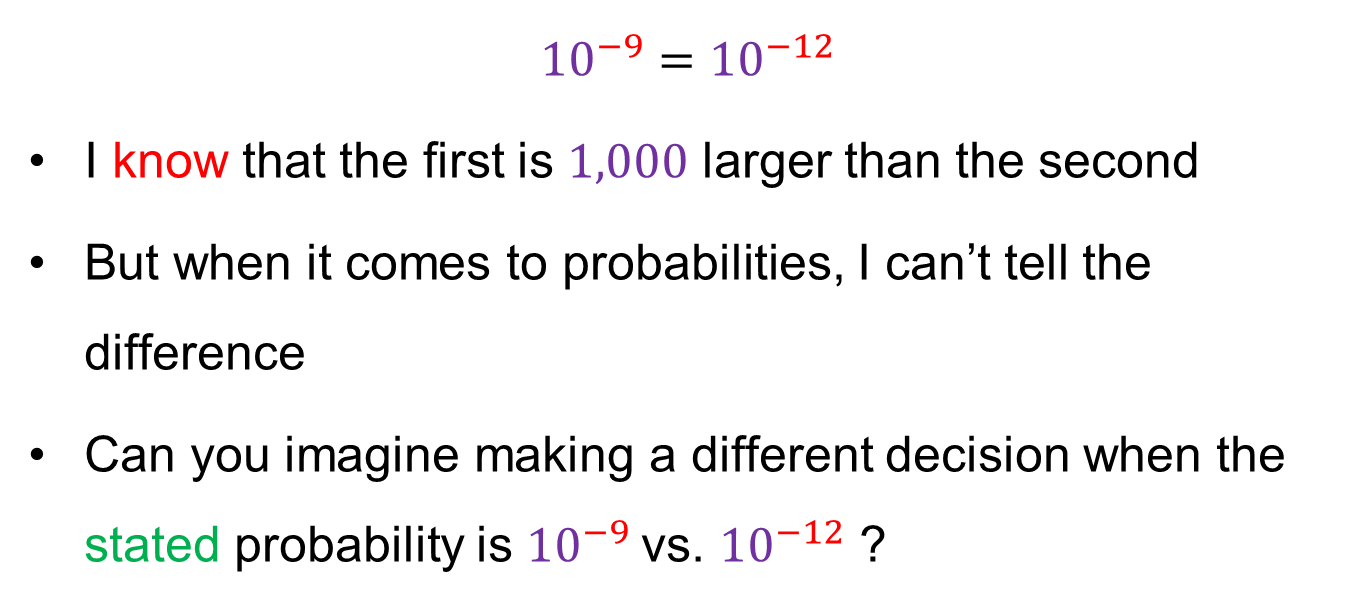 10⁻⁹ = 10⁻¹²
• I know that the first is 1,000 larger than the second
• But when it comes to probabilities, I can’t tell the
difference
• Can you imagine making a different decision when the
stated probability is 10⁻⁹ vs. 10⁻¹² ?